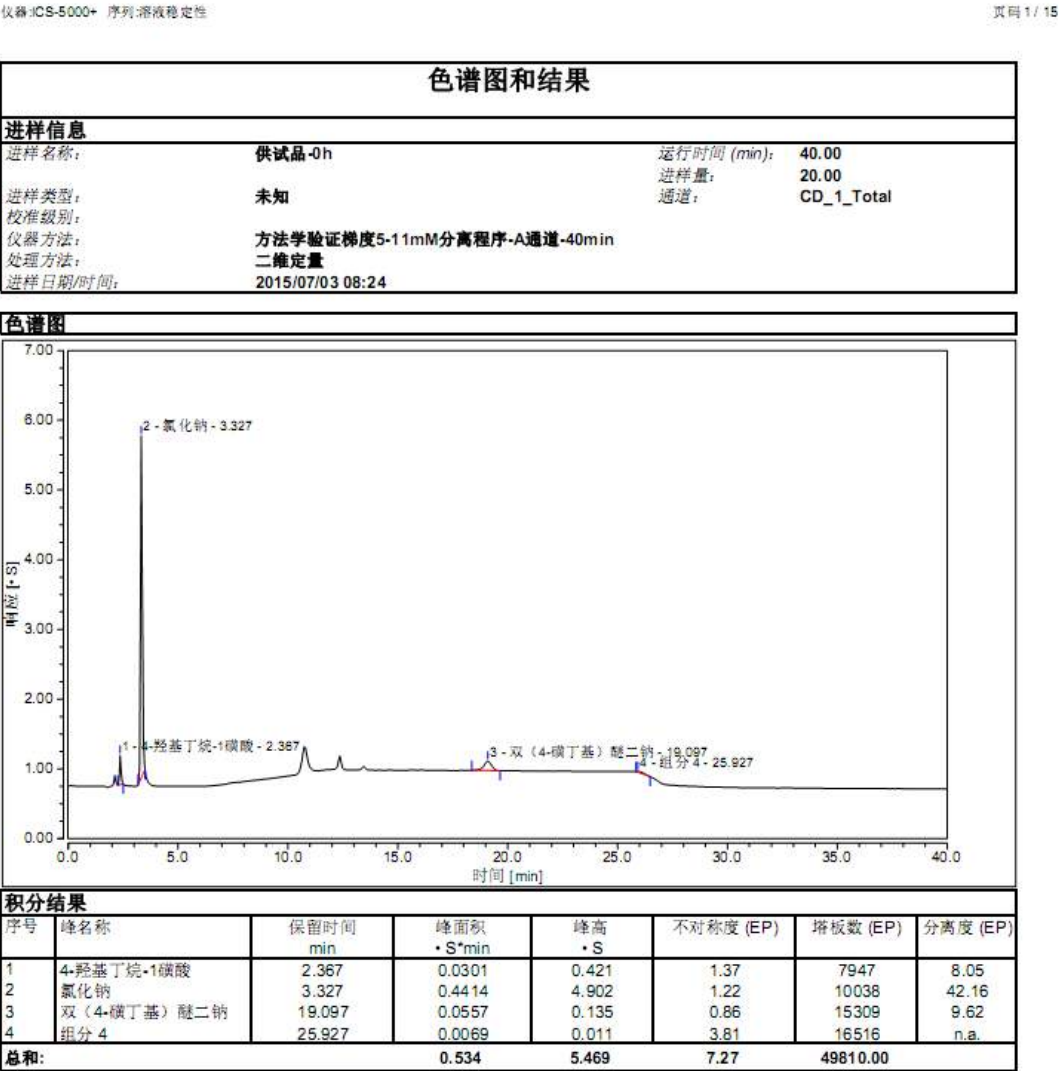 仪器:ICS-5000+ 序列:溶液稳定性 页码 1 / 15
色谱图和结果
进样信息
进样名称： 供试品-0h 运行时间 (min)： 40.00
进样量： 20.00
进样类型： 未知 通道： CD_1_Total
校准级别：
仪器方法： 方法学验证梯度5-11mM分离程序-A通道-40min
处理方法： 二维定量
进样日期/时间： 2015/07/03 08:24
色谱图
7.00
6.00
5.00
4.00
3.00
2.00
1.00
0.00
响应 [• S]
2 - 氯化钠 - 3.327
1 - 4-羟基丁烷-1磺酸 - 2.367
3 - 双（4-磺丁基）醚二钠 - 19.097
4 - 组分 4 - 25.927
0.0 5.0 10.0 15.0 20.0 25.0 30.0 35.0 40.0
时间 [min]
积分结果
序号 峰名称 保留时间 峰面积 峰高 不对称度 (EP) 塔板数 (EP) 分离度 (EP)
min • S*min • S
1 4-羟基丁烷-1磺酸 2.367 0.0301 0.421 1.37 7947 8.05
2 氯化钠 3.327 0.4414 4.902 1.22 10038 42.16
3 双（4-磺丁基）醚二钠 19.097 0.0557 0.135 0.86 15309 9.62
4 组分 4 25.927 0.0069 0.011 3.81 16516 n.a.
总和: 0.534 5.469 7.27 49810.00